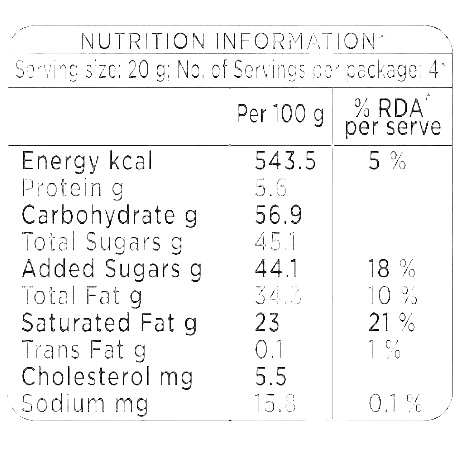 NUTRITION INFORMATION*
Serving size: 20 g; No. of Servings per package: 4*
Per 100 g % RDA^ per serve
Energy kcal 543.5 5 %
Protein g 5.6
Carbohydrate g 56.9
Total Sugars g 45.1
Added Sugars g 44.1 18 %
Total Fat g 34.3 10 %
Saturated Fat g 23 21 %
Trans Fat g 0.1 1 %
Cholesterol mg 5.5
Sodium mg 15.8 0.1 %